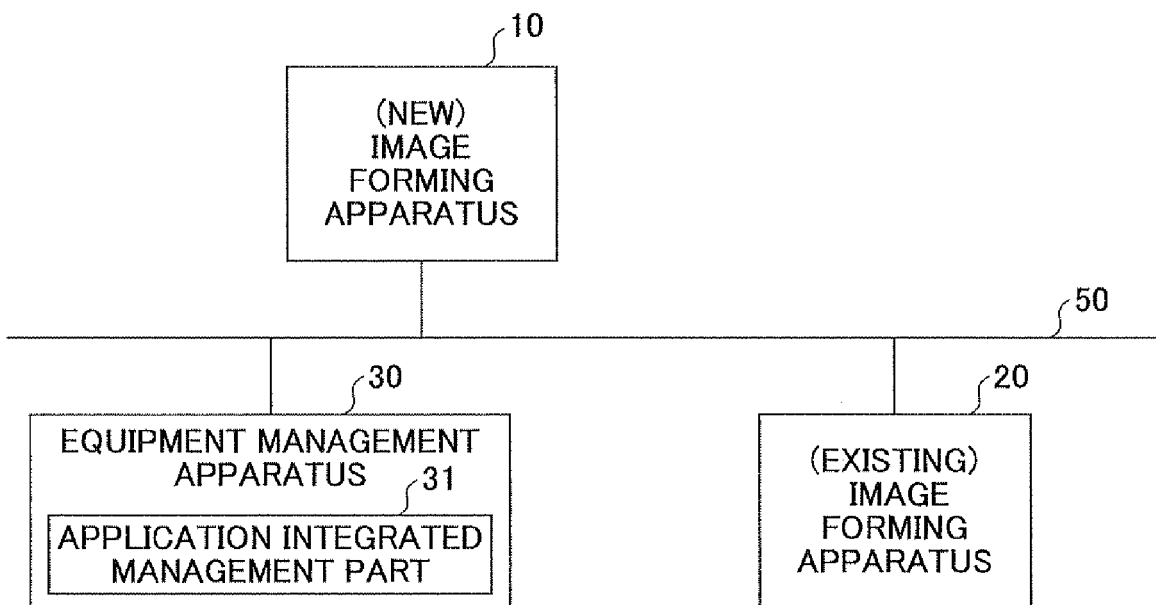 10
(NEW)
IMAGE
FORMING
APPARATUS
50
30
EQUIPMENT MANAGEMENT
APPARATUS
31
APPLICATION INTEGRATED
MANAGEMENT PART
20
(EXISTING)
IMAGE
FORMING
APPARATUS